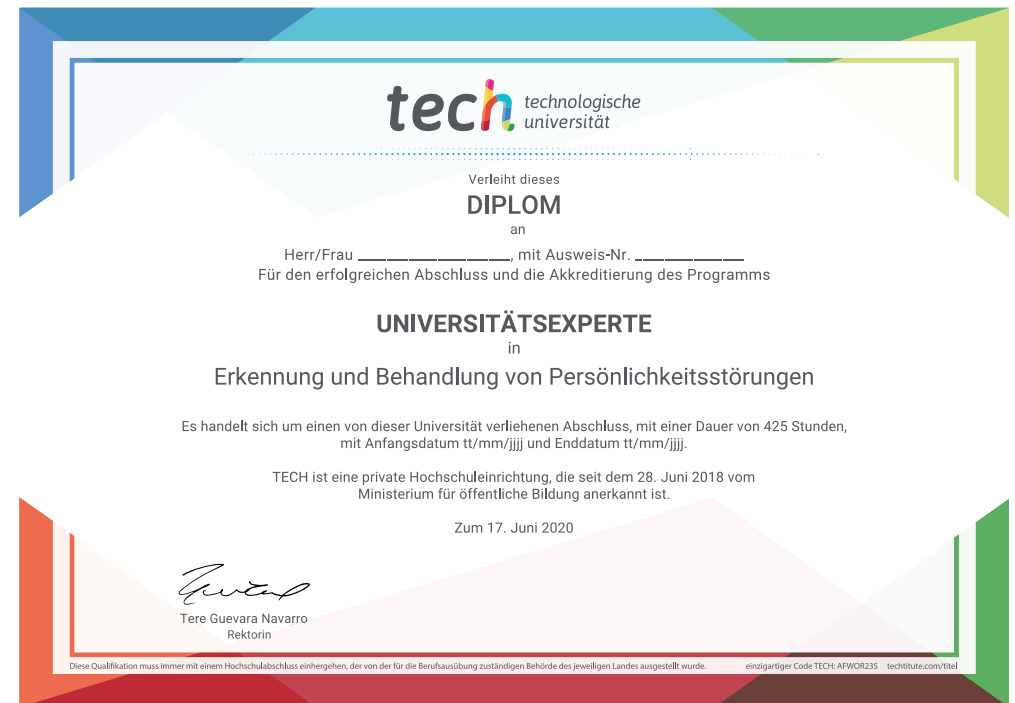 tech technologische
universität
Verleiht dieses
DIPLOM
an
Herr/Frau ____________________, mit Ausweis-Nr. ______________
Für den erfolgreichen Abschluss und die Akkreditierung des Programms
UNIVERSITÄTSEXPERTE
in
Erkennung und Behandlung von Persönlichkeitsstörungen
Es handelt sich um einen von dieser Universität verliehenen Abschluss, mit einer Dauer von 425 Stunden,
mit Anfangsdatum tt/mm/jjjj und Enddatum tt/mm/jjjj.
TECH ist eine private Hochschuleinrichtung, die seit dem 28. Juni 2018 vom
Ministerium für öffentliche Bildung anerkannt ist.
Zum 17. Juni 2020
Tere Guevara Navarro
Rektorin
Diese Qualifikation muss immer mit einem Hochschulabschluss einhergehen, der von der für die Berufsausübung zuständigen Behörde des jeweiligen Landes ausgestellt wurde. einzigartiger Code TECH: AFWOR23S techtitute.com/titel